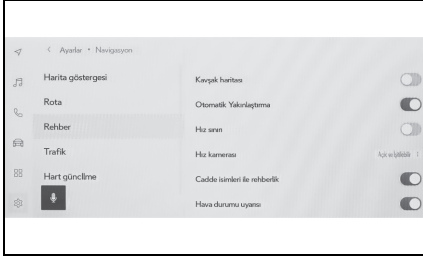 < Ayarlar • Navigasyon
Harita göstergesi
Rota
Rehber
Trafik
Hart güncllme
Kavşak haritası
Otomatik Yakınlaştırma
Hız sınırı
Hız kamerası
Cadde isimleri ile rehberlik
Hava durumu uyarısı